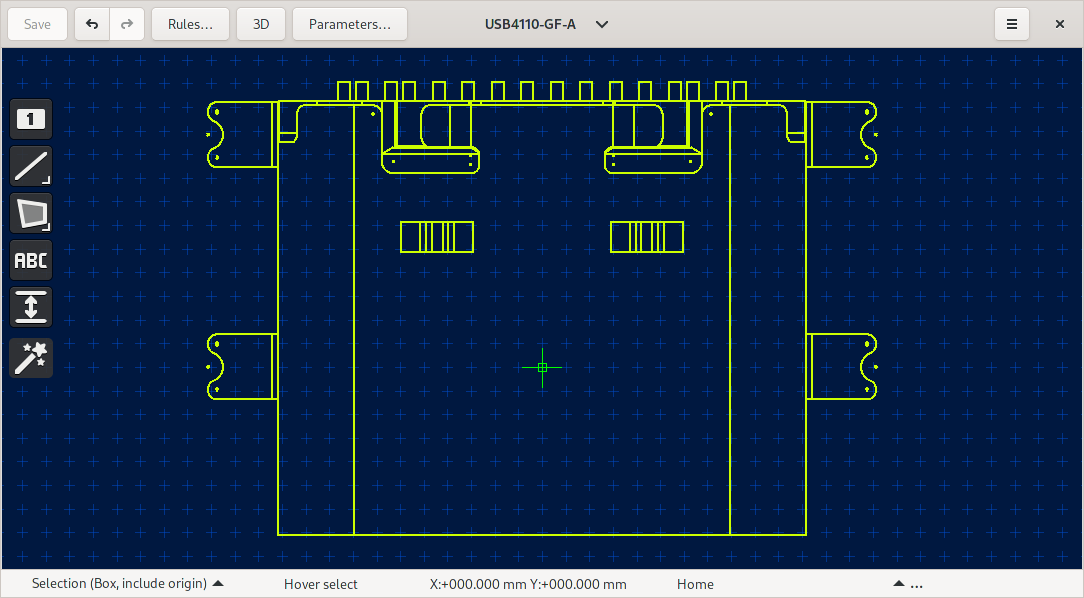 Save
Rules...
3D
Parameters...
USB4110-GF-A
1
ABC
Selection (Box, include origin)
Hover select
X:+000.000 mm Y:+000.000 mm
Home
...